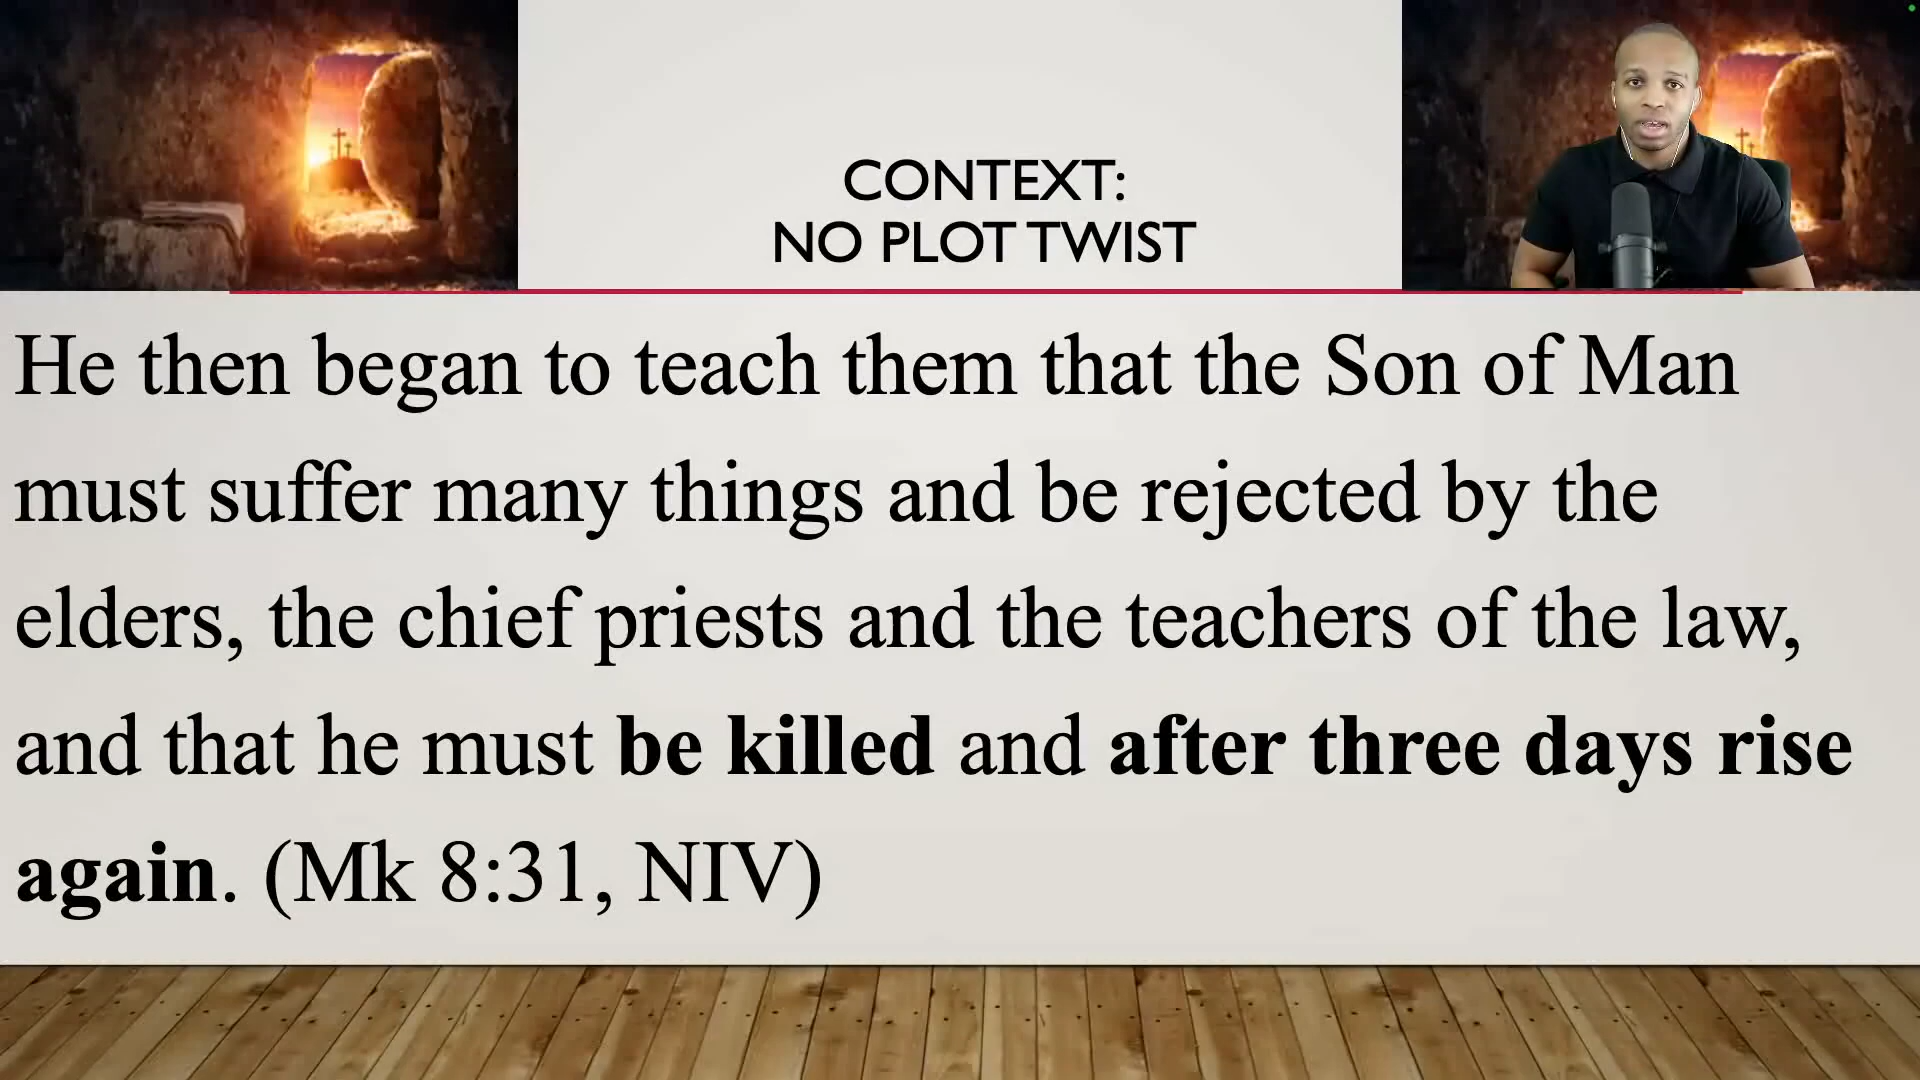 CONTEXT:
NO PLOT TWIST
He then began to teach them that the Son of Man
must suffer many things and be rejected by the
elders, the chief priests and the teachers of the law,
and that he must be killed and after three days rise
again. (Mk 8:31, NIV)